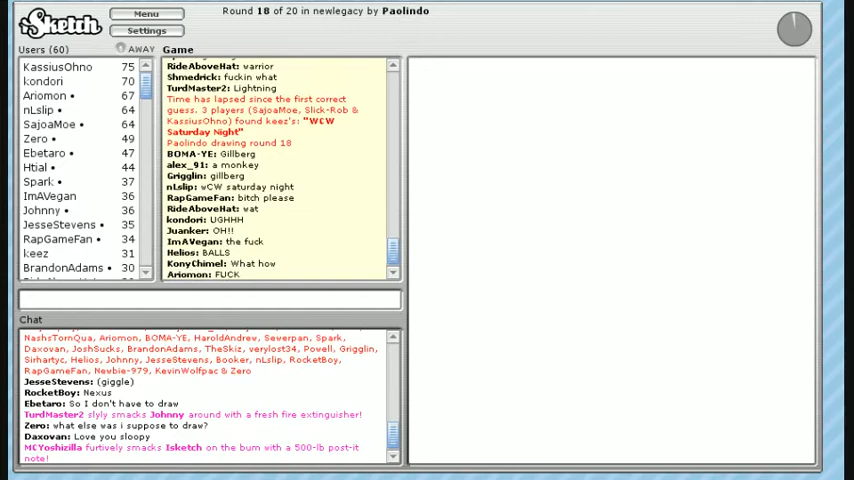 iSketch
Menu
Settings
Round 18 of 20 in newlegacy by Paolindo
Users (60)
AWAY
Game
KassiusOhno 75
kondori 70
Ariomon • 67
nLslip • 64
SajoaMoe • 64
Zero • 49
Ebetaro • 47
Htial • 44
Spark • 37
ImAVegan 36
Johnny • 36
JesseStevens • 35
RapGameFan • 34
keez 31
BrandonAdams • 30
RideAboveHat: warrior
Shmedrick: fuckin what
TurdMaster2: Lightning
Time has lapsed since the first correct
guess. 3 players (SajoaMoe, Slick-Rob &
KassiusOhno) found keez's: "WCW
Saturday Night"
Paolindo drawing round 18
BOMA-YE: Gillberg
alex_91: a monkey
Grigglin: gillberg
nLslip: wCW saturday night
RapGameFan: bitch please
RideAboveHat: wat
kondori: UGHHH
Juanker: OH!!
ImAVegan: the fuck
Helios: BALLS
KonyChimel: What how
Ariomon: FUCK
Chat
NashsTornQua, Ariomon, BOMA-YE, HaroldAndrew, Sewerpan, Spark,
Daxovan, JoshSucks, BrandonAdams, TheSkiz, verylost34, Powell, Grigglin,
Sirhartyc, Helios, Johnny, JesseStevens, Booker, nLslip, RocketBoy,
RapGameFan, Newbie-979, KevinWolfpac & Zero
JesseStevens: (giggle)
RocketBoy: Nexus
Ebetaro: So I don't have to draw
TurdMaster2 slyly smacks Johnny around with a fresh fire extinguisher!
Zero: what else was i suppose to draw?
Daxovan: Love you sloopy
MCYoshizilla furtively smacks Isketch on the bum with a 500-lb post-it
note!